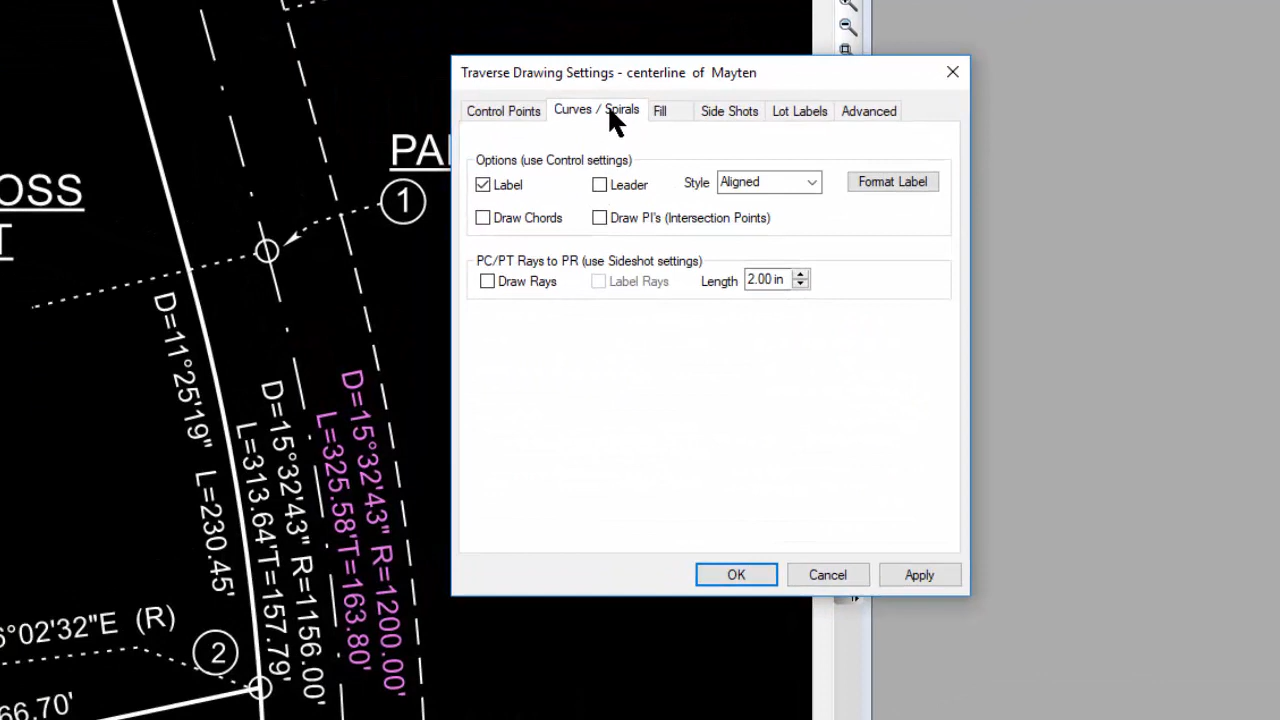 Traverse Drawing Settings - centerline of Mayten
Control Points Curves / Spirals Fill Side Shots Lot Labels Advanced
Options (use Control settings)
Label Leader Style Aligned Format Label
Draw Chords Draw PI's (Intersection Points)
PC/PT Rays to PR (use Sideshot settings)
Draw Rays Label Rays Length 2.00 in
OK Cancel Apply
PA
OSS
T
1
D=11°25'19" L=230.45'
D=15°32'43" R=1156.00'
L=313.64' T=157.79'
D=15°32'43" R=1200.00'
L=325.58' T=163.80'
6°02'32"E (R)
2
66.70'